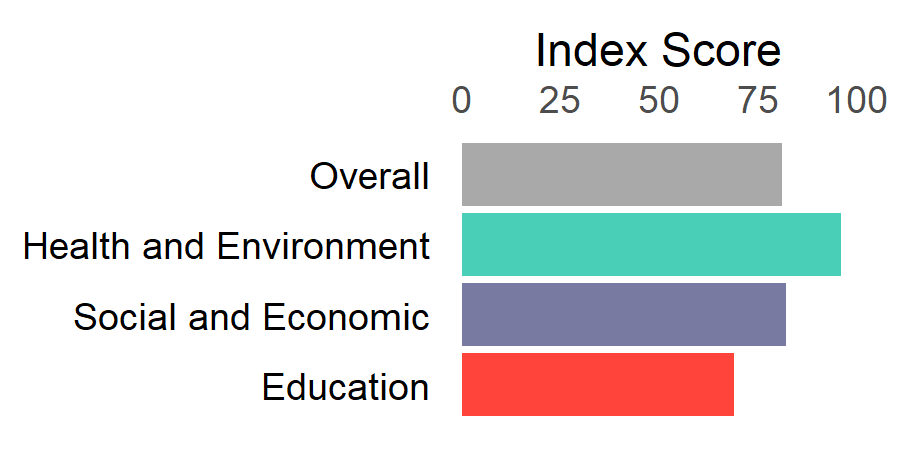 Index Score
0 25 50 75 100
Overall
Health and Environment
Social and Economic
Education